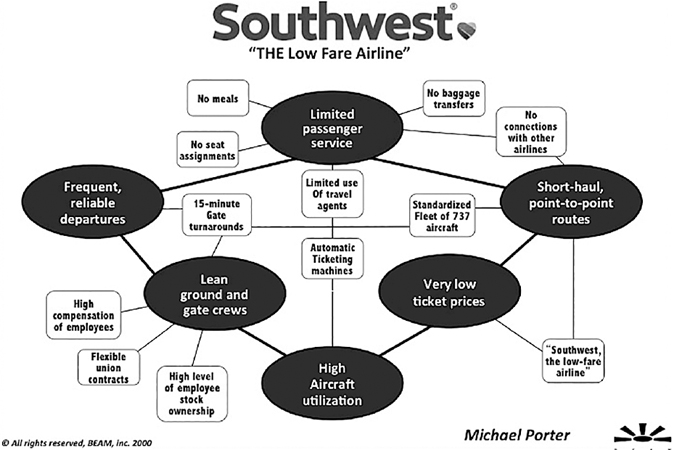 Southwest®
"THE Low Fare Airline"
No meals
Limited
passenger
service
No baggage
transfers
No
connections
with other
airlines
No seat
assignments
Frequent,
reliable
departures
15-minute
Gate
turnarounds
Limited use
Of travel
agents
Standardized
Fleet of 737
aircraft
Short-haul,
point-to-point
routes
Automatic
Ticketing
machines
Lean
ground and
gate crews
Very low
ticket prices
High
compensation
of employees
Flexible
union
contracts
High level
of employee
stock
ownership
High
Aircraft
utilization
"Southwest,
the low-fare
airline"
Michael Porter
© All rights reserved, BEAM, inc. 2000